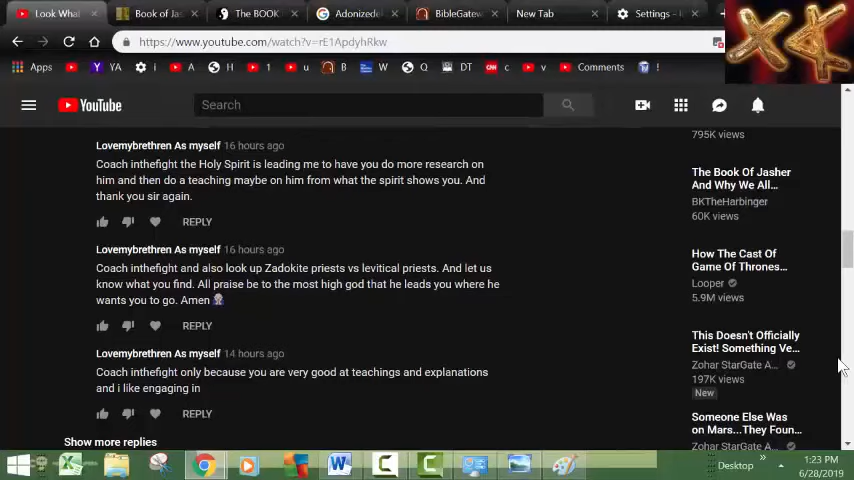 Look What
Book of Jas
The BOOK
Adonizedek
BibleGatew
New Tab
Settings -
https://www.youtube.com/watch?v=rE1ApdyhRkw
Apps
YA
A
H
1
u
B
W
Q
DT
c
v
Comments
!
YouTube
Search
795K views
Lovemybrethren As myself 16 hours ago
Coach inthefight the Holy Spirit is leading me to have you do more research on
him and then do a teaching maybe on him from what the spirit shows you. And
thank you sir again.
REPLY
Lovemybrethren As myself 16 hours ago
Coach inthefight and also look up Zadokite priests vs levitical priests. And let us
know what you find. All praise be to the most high god that he leads you where he
wants you to go. Amen
REPLY
Lovemybrethren As myself 14 hours ago
Coach inthefight only because you are very good at teachings and explanations
and i like engaging in
REPLY
Show more replies
The Book Of Jasher
And Why We All...
BKTheHarbinger
60K views
How The Cast Of
Game Of Thrones...
Looper
5.9M views
This Doesn't Officially
Exist! Something Ve...
Zohar StarGate A...
197K views
New
Someone Else Was
on Mars...They Foun...
Zohar StarGate A...
Desktop
1:23 PM
6/28/2019